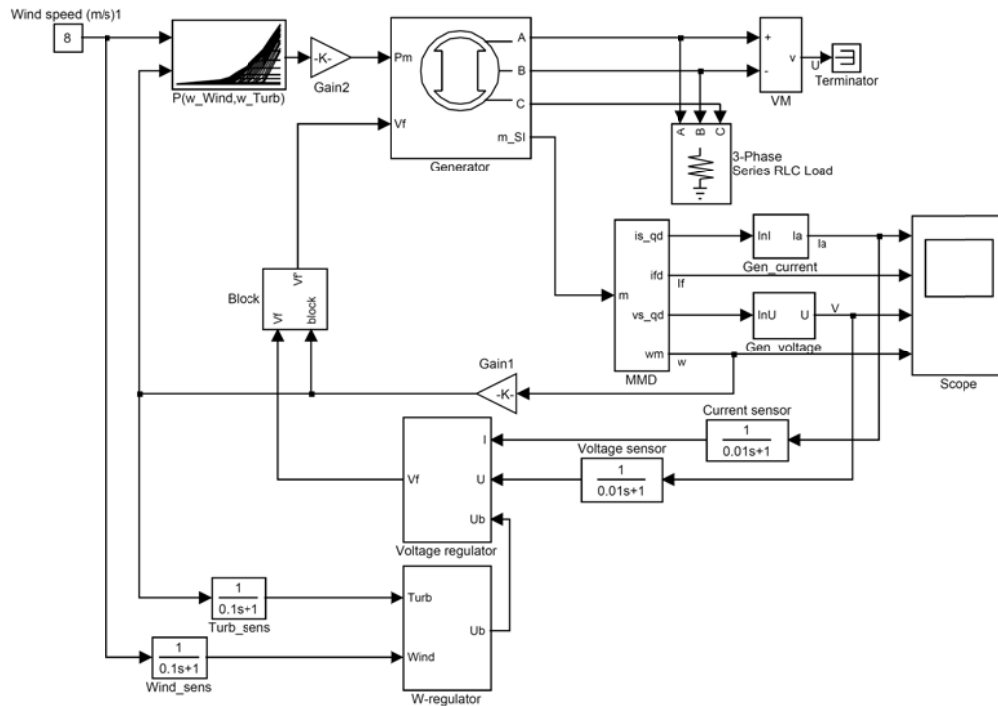 Wind speed (m/s)1
8
P(w_Wind,w_Turb)
-K-
Gain2
Pm
Vf
A
B
C
m_SI
Generator
+
-
v
VM
U
Terminator
A
B
C
3-Phase
Series RLC Load
m
is_qd
ifd
vs_qd
wm
MMD
InI
Ia
Gen_current
Ia
If
InU
U
Gen_voltage
V
w
Scope
Block
Vf
Vf
block
Gain1
-K-
Current sensor
1
0.01s+1
Voltage sensor
1
0.01s+1
I
U
Ub
Vf
Voltage regulator
1
0.1s+1
Turb_sens
1
0.1s+1
Wind_sens
Turb
Wind
Ub
W-regulator